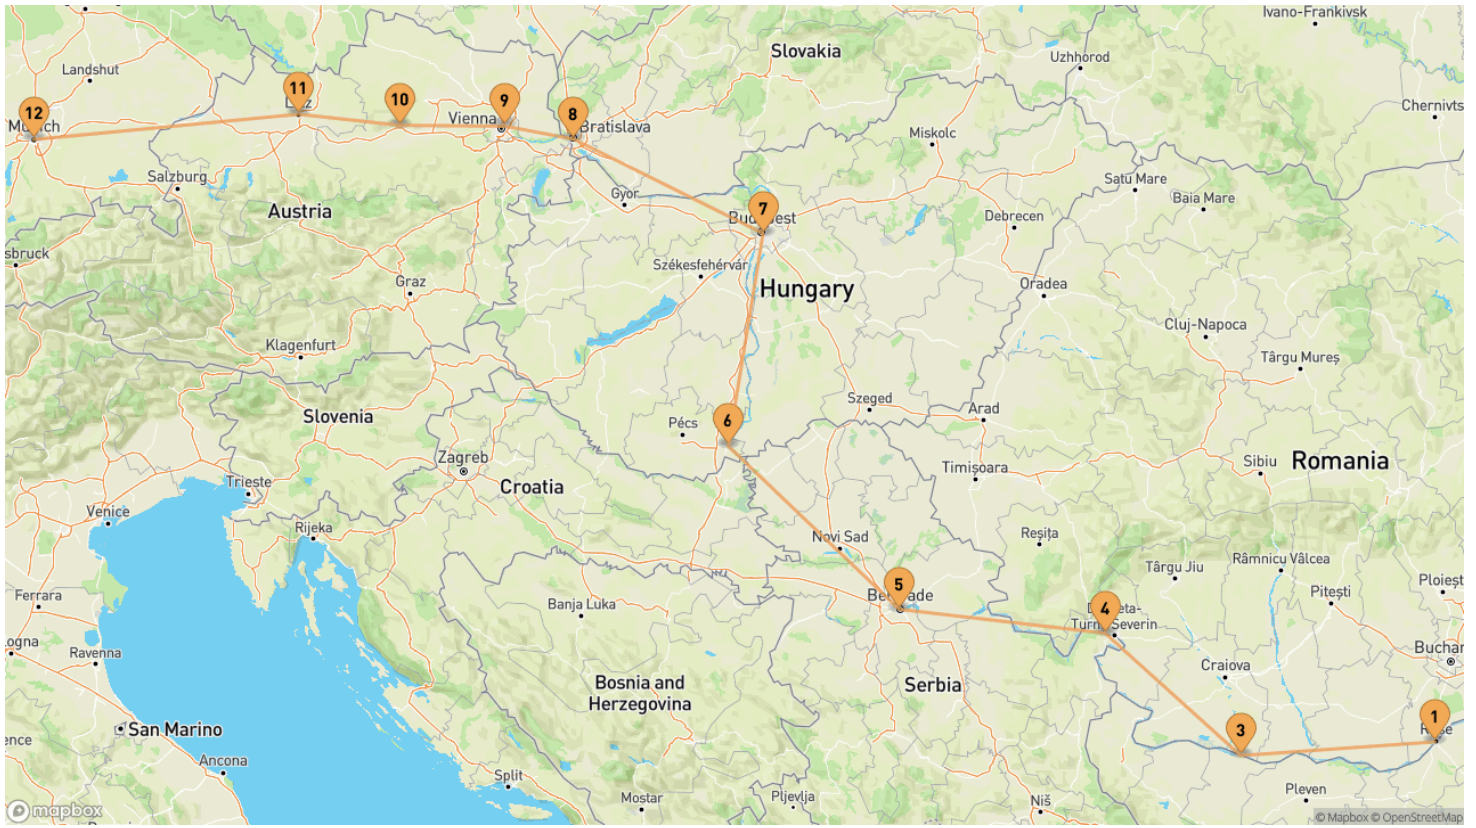 Ivano-Frankivsk
Slovakia
Uzhhorod
Landshut
11
Chernivts
12
10
9
8
Vienna
Bratislava
Miskolc
Salzburg
Satu Mare
Gyor
Baia Mare
Austria
7
Debrecen
sbruck
Székesfehérvár
Graz
Hungary
Oradea
Cluj-Napoca
Klagenfurt
Târgu Mureș
Szeged
Arad
Slovenia
6
Pécs
Zagreb
Timișoara
Sibiu
Romania
Trieste
Croatia
Venice
Rijeka
Novi Sad
Reșița
Râmnicu Vâlcea
Târgu Jiu
5
Ploieș
Ferrara
Banja Luka
4
Pitești
Turnu Severin
ologna
Ravenna
Buchar
Craiova
Bosnia and
Herzegovina
Serbia
1
3
San Marino
ence
Ancona
Split
Mostar
Pljevlja
Niš
Pleven
mapbox
© Mapbox © OpenStreetMap